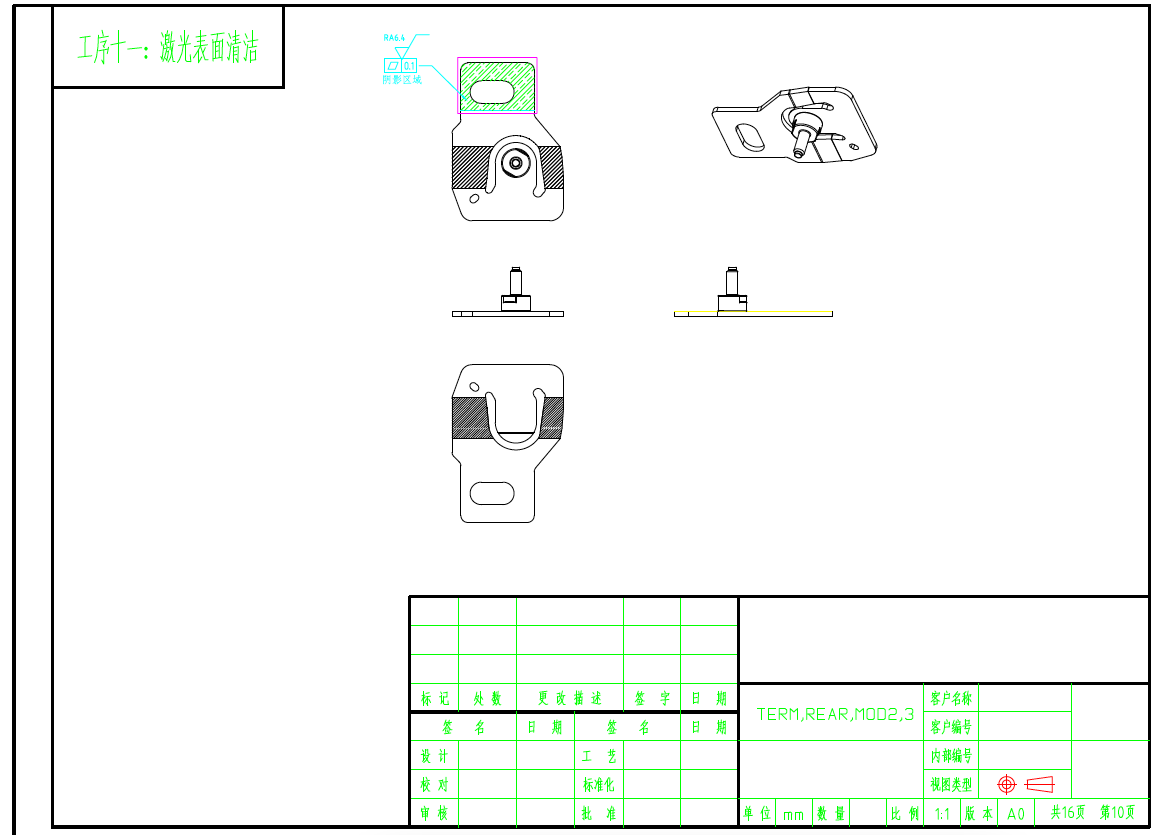 工序十一: 激光表面清洁
RA6.4
0.1
阴影区域
标记 处数 更改描述 签字 日期
签名 日期 签名 日期
设计 工艺
校对 标准化
审核 批准
TERM,REAR,MOD2,3
客户名称
客户编号
内部编号
视图类型
单位 mm 数量 比例 1:1 版本 A0 共16页 第10页